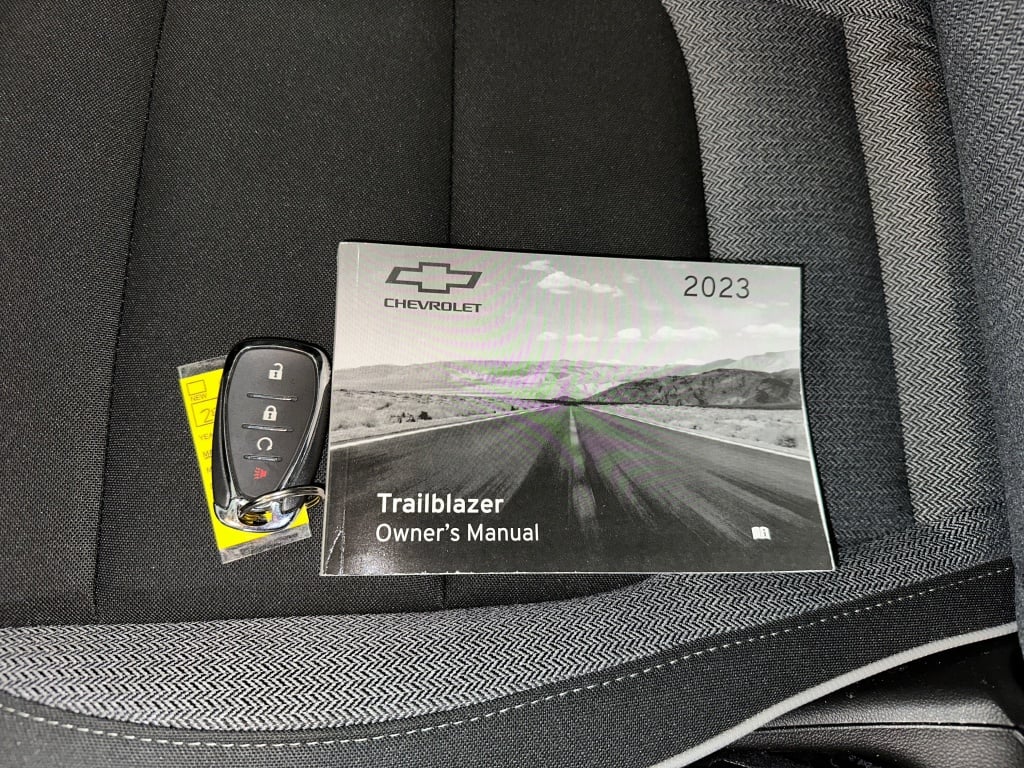 CHEVROLET
2023
Trailblazer
Owner's Manual
NEW